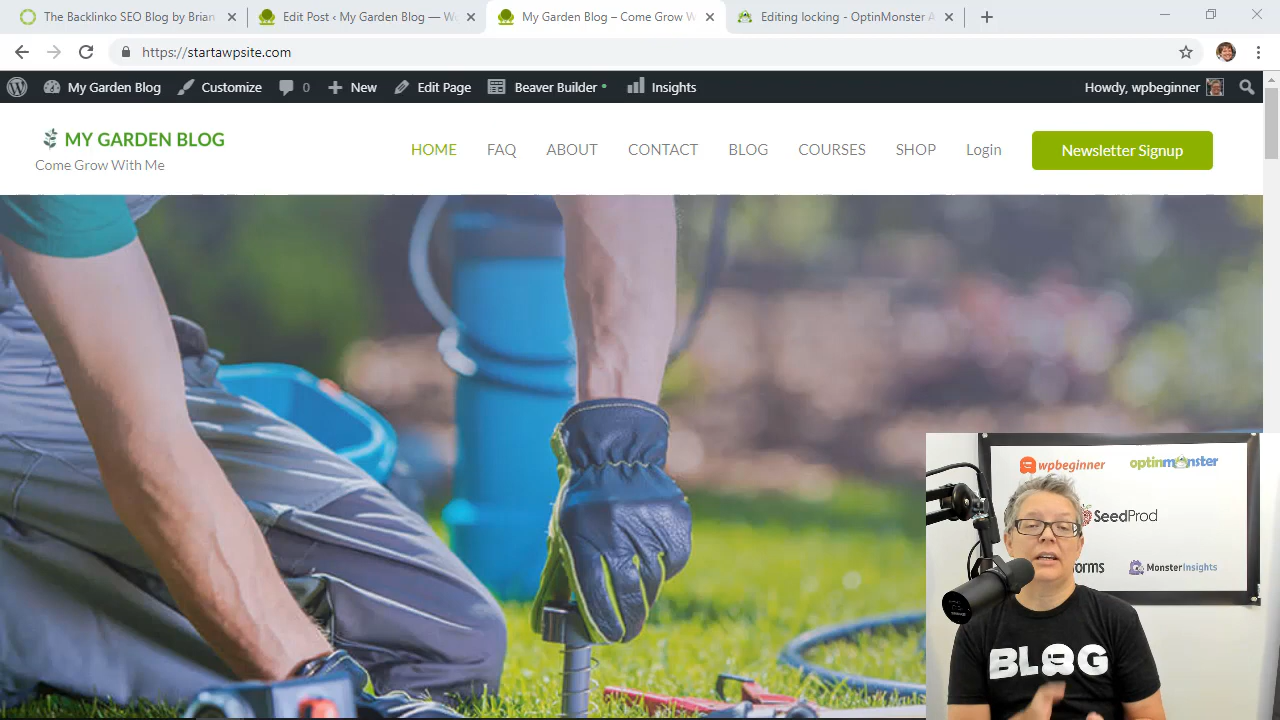 The Backlinko SEO Blog by Brian
Edit Post ‹ My Garden Blog — Wo
My Garden Blog – Come Grow W
Editing locking - OptinMonster A
https://startawpsite.com
My Garden Blog
Customize
0
New
Edit Page
Beaver Builder
Insights
Howdy, wpbeginner
MY GARDEN BLOG
Come Grow With Me
HOME
FAQ
ABOUT
CONTACT
BLOG
COURSES
SHOP
Login
Newsletter Signup
wpbeginner
optinmonster
SeedProd
forms
MonsterInsights
BLOG